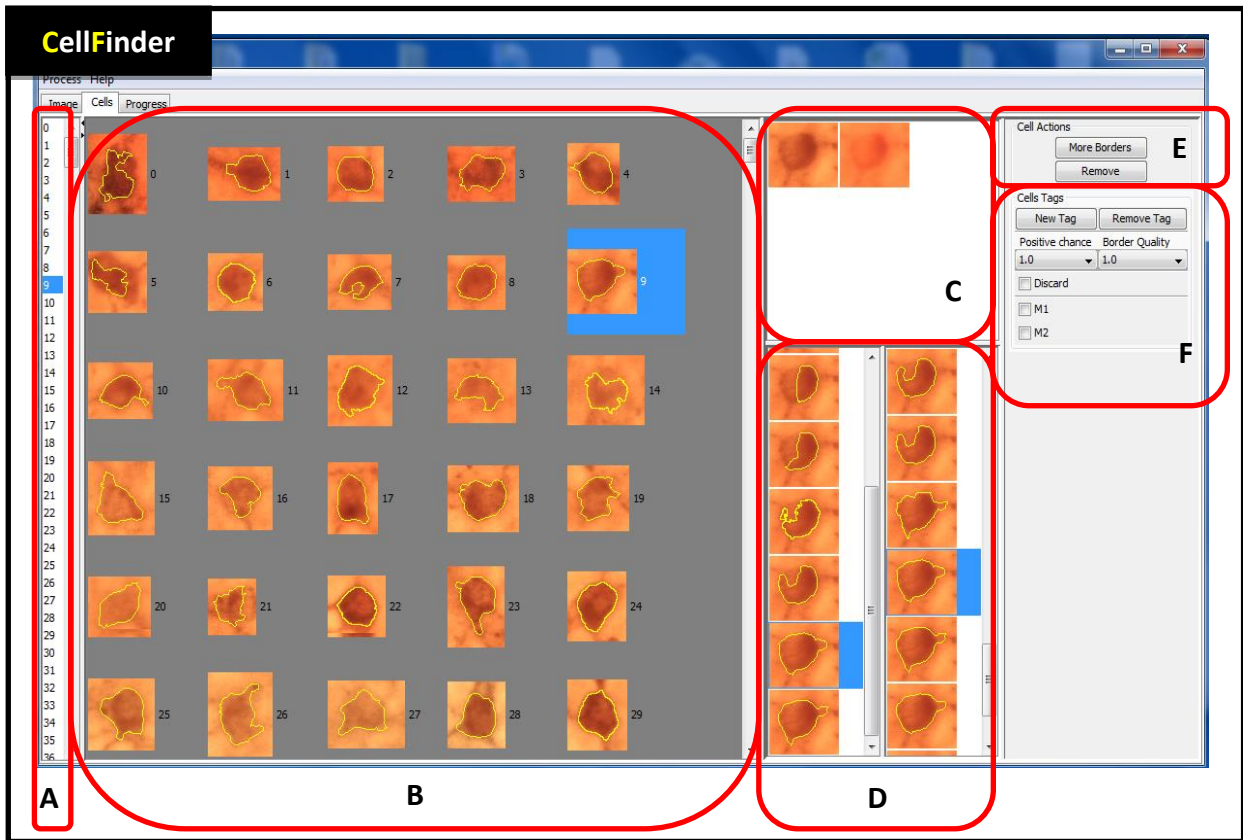 CellFinder
Process Help
Image Cells Progress
0
1
2
3
4
5
6
7
8
9
10
11
12
13
14
15
16
17
18
19
20
21
22
23
24
25
26
27
28
29
30
31
32
33
34
35
36
0 1 2 3 4
5 6 7 8 9
10 11 12 13 14
15 16 17 18 19
20 21 22 23 24
25 26 27 28 29
Cell Actions
More Borders
Remove
E
Cells Tags
New Tag Remove Tag
Positive chance Border Quality
1.0 1.0
Discard
M1
M2
C
F
A B D